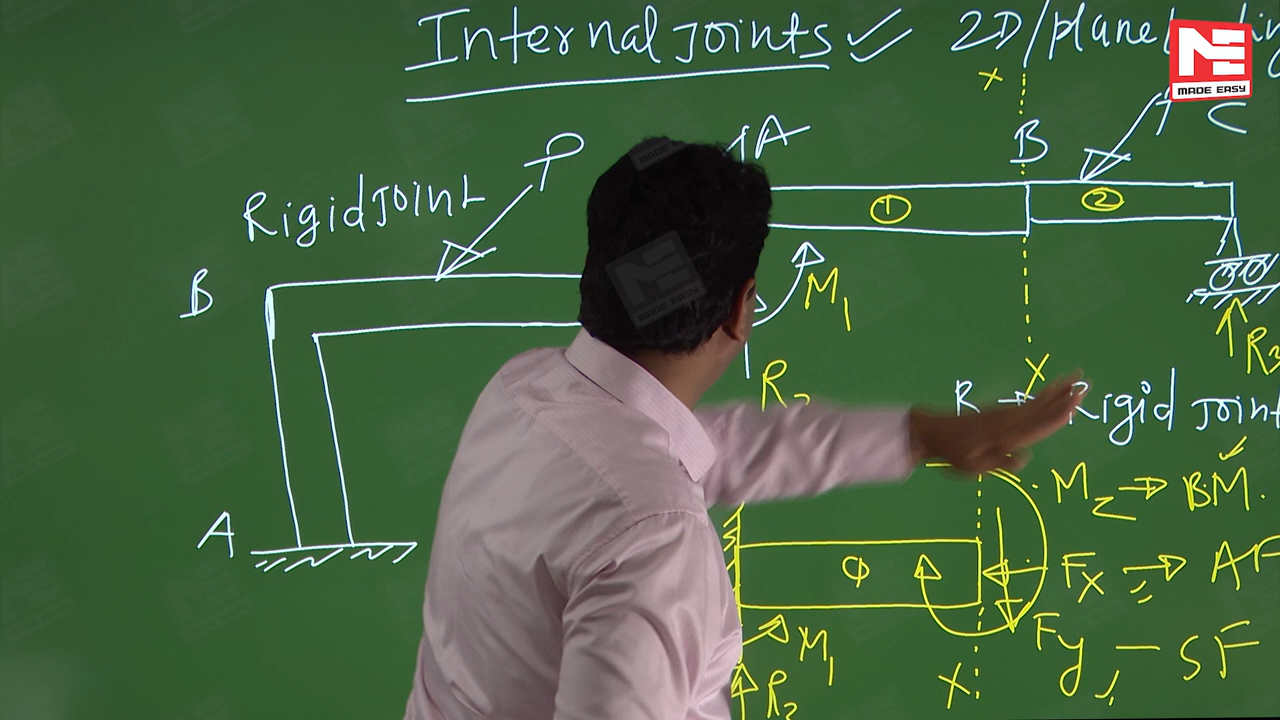 Internal Joints ✓ 2D/plane
MADE EASY
x
P
A
B
C
Rigid Joint
① ②
B
M1
x
R3
R2
B → Rigid Joint
Mz → BM.
A
① Fx → AF
M1
Fy, – SF
x
R2